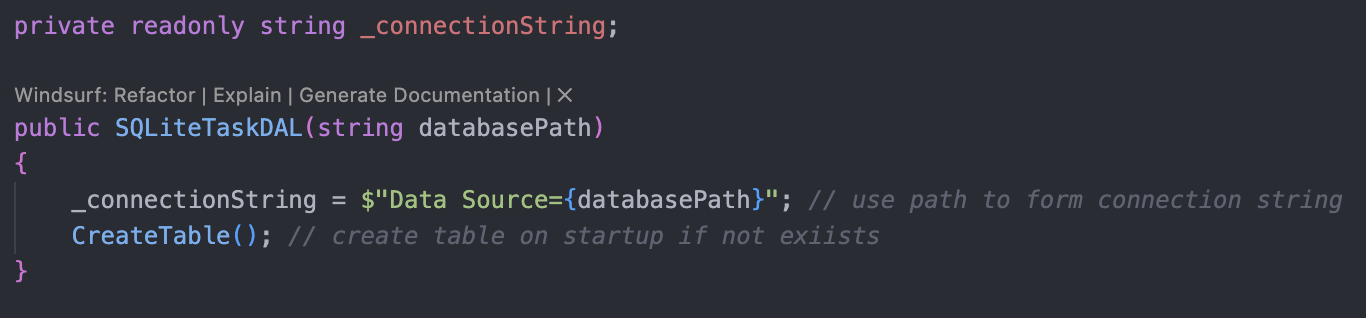 private readonly string _connectionString;
Windsurf: Refactor | Explain | Generate Documentation | ✕
public SQLiteTaskDAL(string databasePath)
{
_connectionString = $"Data Source={databasePath}"; // use path to form connection string
CreateTable(); // create table on startup if not exiists
}